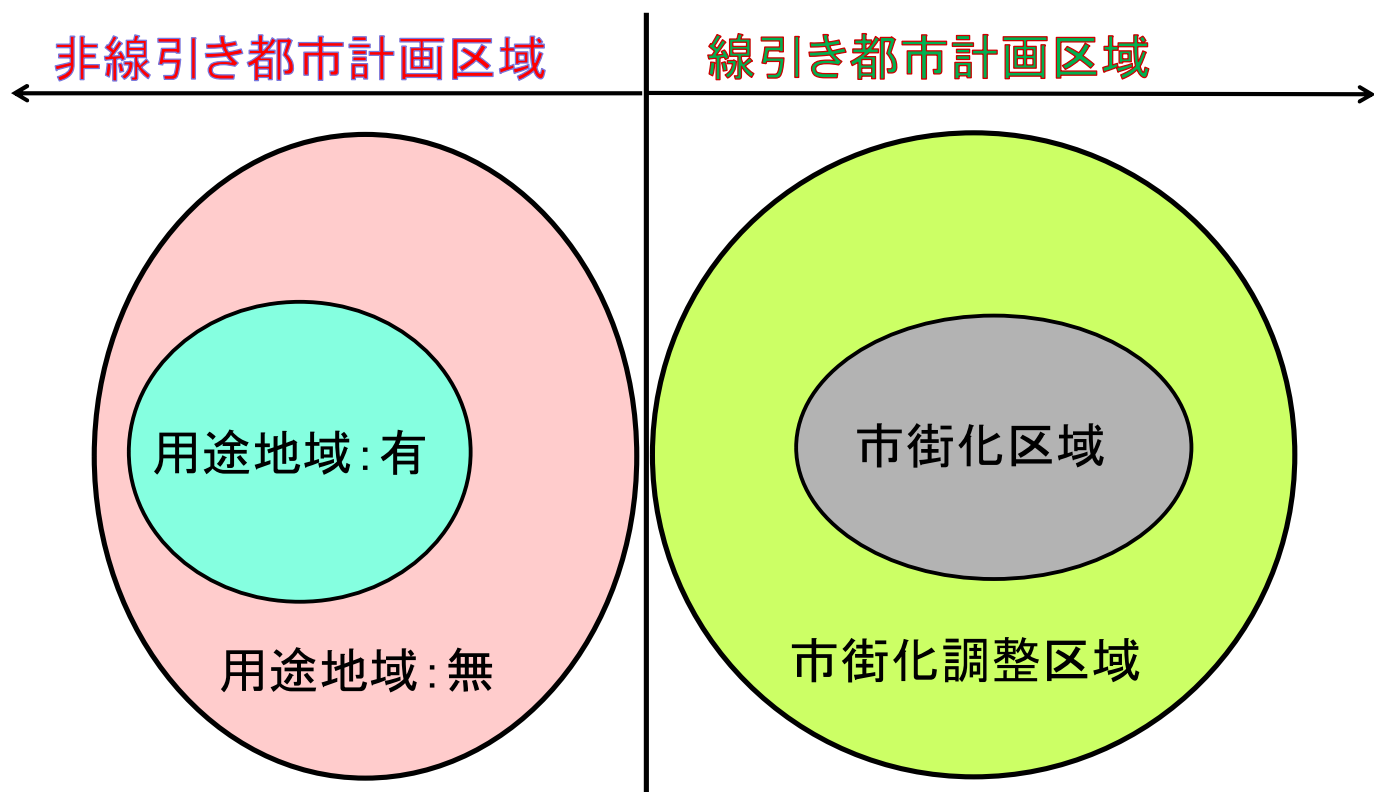 非線引き都市計画区域
線引き都市計画区域
用途地域：有
用途地域：無
市街化区域
市街化調整区域